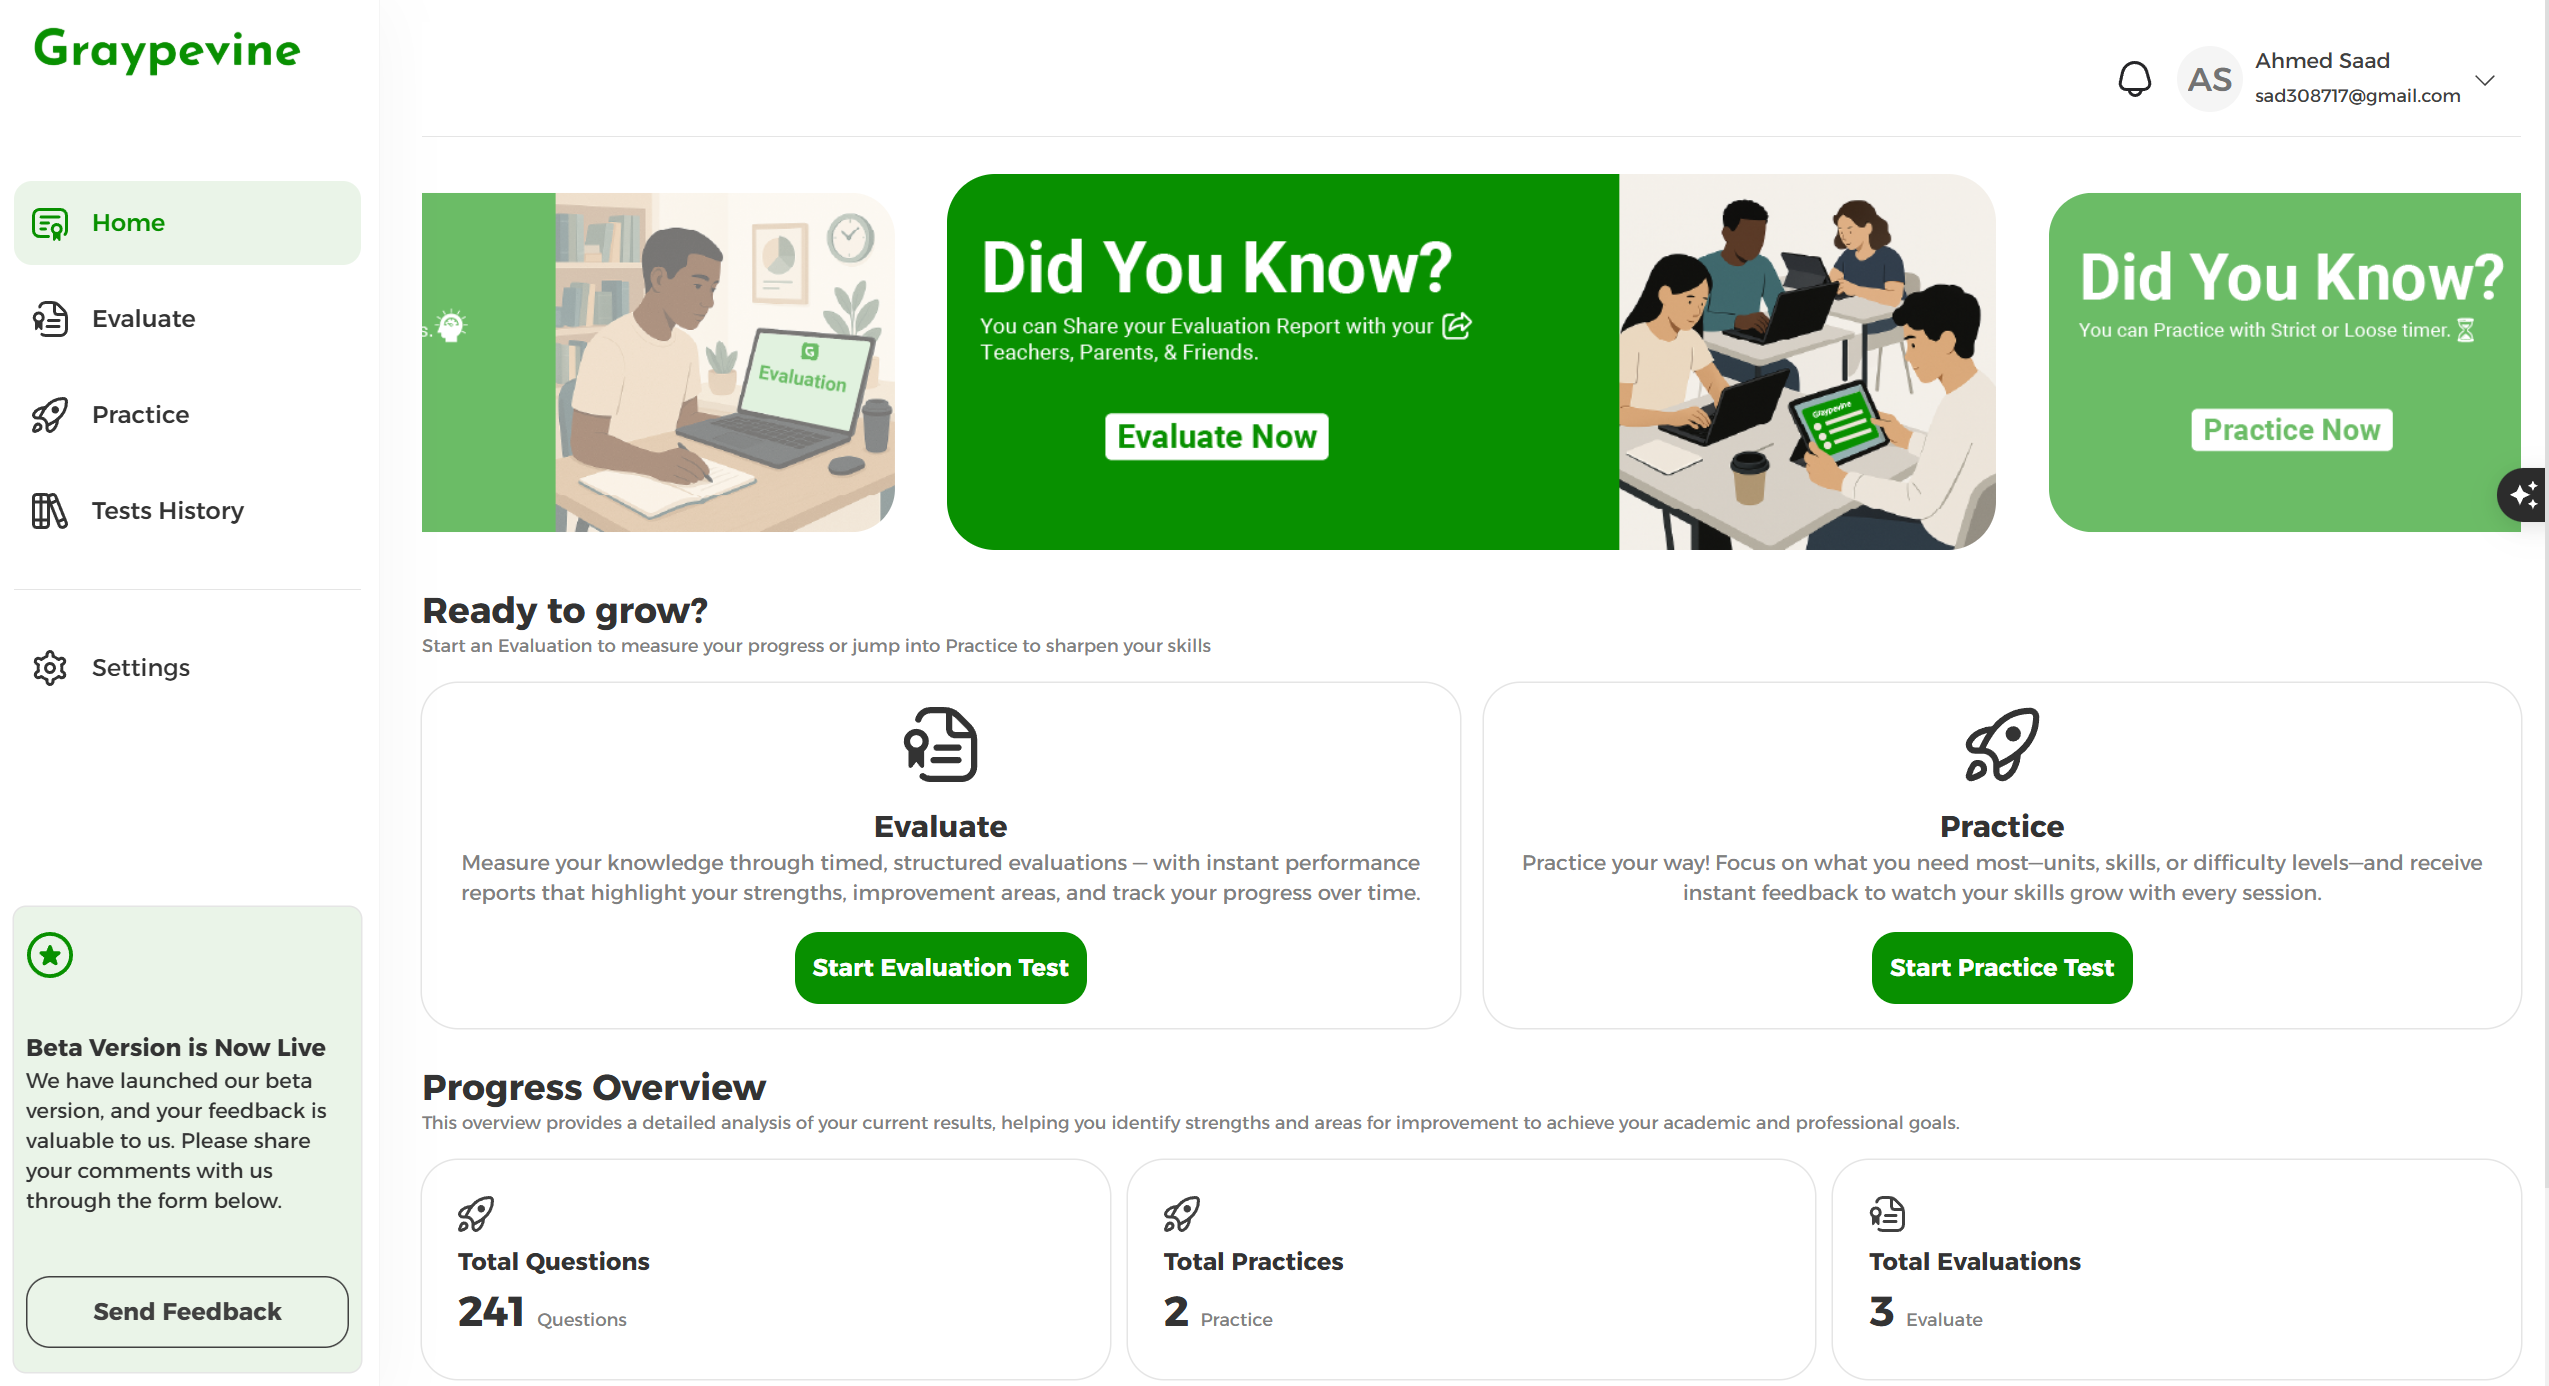 Graypevine
Ahmed Saad
AS
sad308717@gmail.com
Home
Evaluate
Practice
Tests History
Settings
s.
G
Evaluation
Did You Know?
You can Share your Evaluation Report with your
Teachers, Parents, & Friends.
Evaluate Now
Graypevine
Did You Know?
You can Practice with Strict or Loose timer.
Practice Now
Ready to grow?
Start an Evaluation to measure your progress or jump into Practice to sharpen your skills
Evaluate
Measure your knowledge through timed, structured evaluations — with instant performance
reports that highlight your strengths, improvement areas, and track your progress over time.
Start Evaluation Test
Practice
Practice your way! Focus on what you need most—units, skills, or difficulty levels—and receive
instant feedback to watch your skills grow with every session.
Start Practice Test
Beta Version is Now Live
We have launched our beta
version, and your feedback is
valuable to us. Please share
your comments with us
through the form below.
Send Feedback
Progress Overview
This overview provides a detailed analysis of your current results, helping you identify strengths and areas for improvement to achieve your academic and professional goals.
Total Questions
241 Questions
Total Practices
2 Practice
Total Evaluations
3 Evaluate